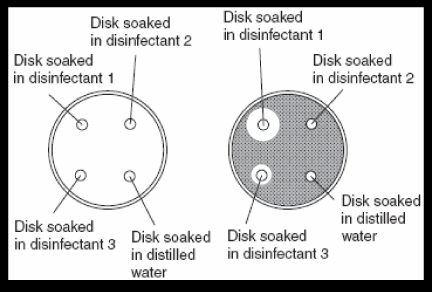 Disk soaked
in disinfectant 2
Disk soaked
in disinfectant 1
Disk soaked
in disinfectant 3
Disk soaked
in distilled
water
Disk soaked
in disinfectant 1
Disk soaked
in disinfectant 2
Disk soaked
in disinfectant 3
Disk soaked
in distilled
water